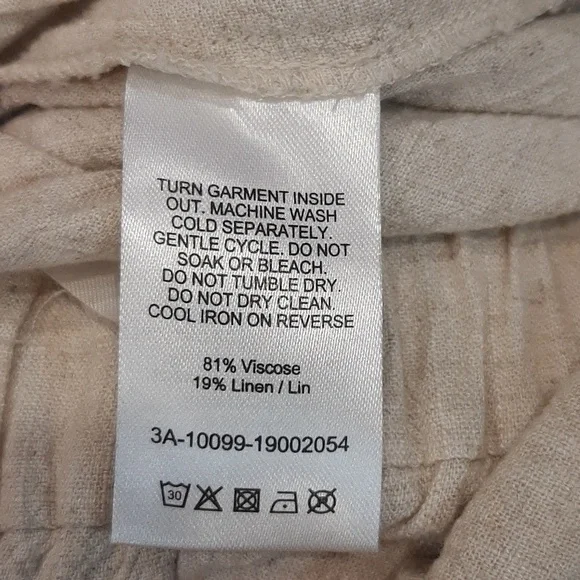 TURN GARMENT INSIDE
OUT. MACHINE WASH
COLD SEPARATELY.
GENTLE CYCLE. DO NOT
SOAK OR BLEACH.
DO NOT TUMBLE DRY.
DO NOT DRY CLEAN.
COOL IRON ON REVERSE
81% Viscose
19% Linen / Lin
3A-10099-19002054
30